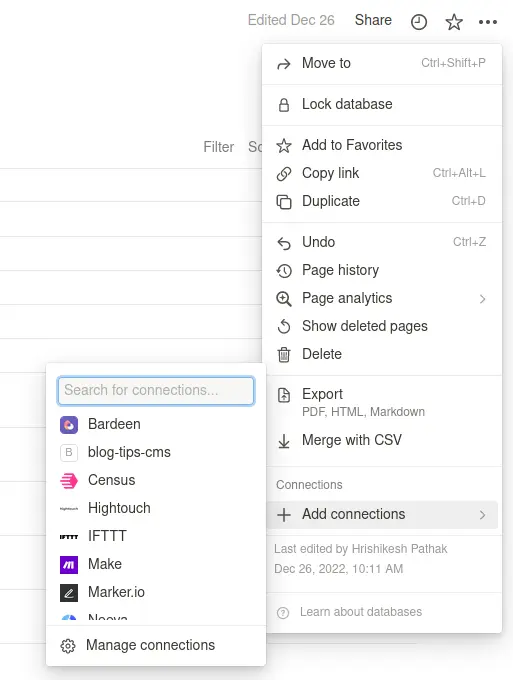 Edited Dec 26 Share
Move to Ctrl+Shift+P
Lock database
Filter
Add to Favorites
Copy link Ctrl+Alt+L
Duplicate Ctrl+D
Undo Ctrl+Z
Page history
Page analytics
Show deleted pages
Delete
Export
PDF, HTML, Markdown
Merge with CSV
Connections
Add connections
Last edited by Hrishikesh Pathak
Dec 26, 2022, 10:11 AM
Learn about databases
Search for connections...
Bardeen
B blog-tips-cms
Census
Hightouch Hightouch
IFTTT IFTTT
Make
Marker.io
Manage connections